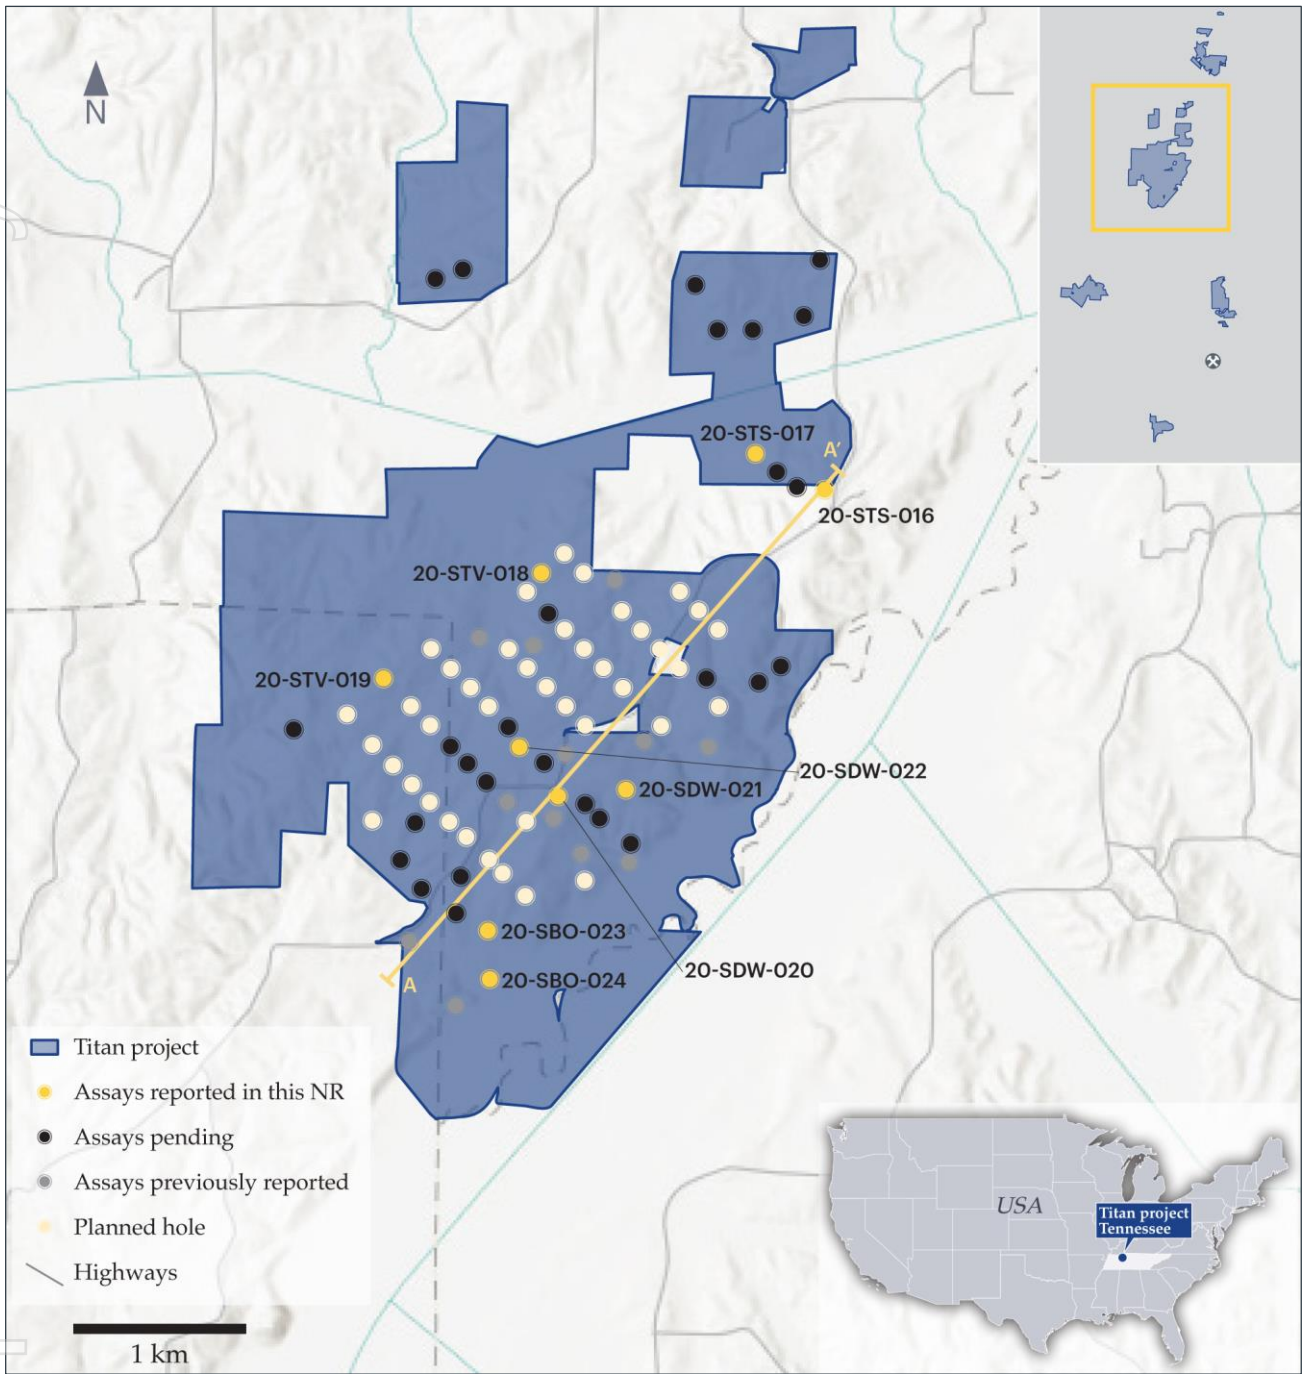 N
20-STS-017
A'
20-STS-016
20-STV-018
20-STV-019
20-SDW-022
20-SDW-021
20-SBO-023
20-SDW-020
20-SBO-024
A
Titan project
Assays reported in this NR
Assays pending
Assays previously reported
Planned hole
Highways
1 km
USA
Titan project
Tennessee